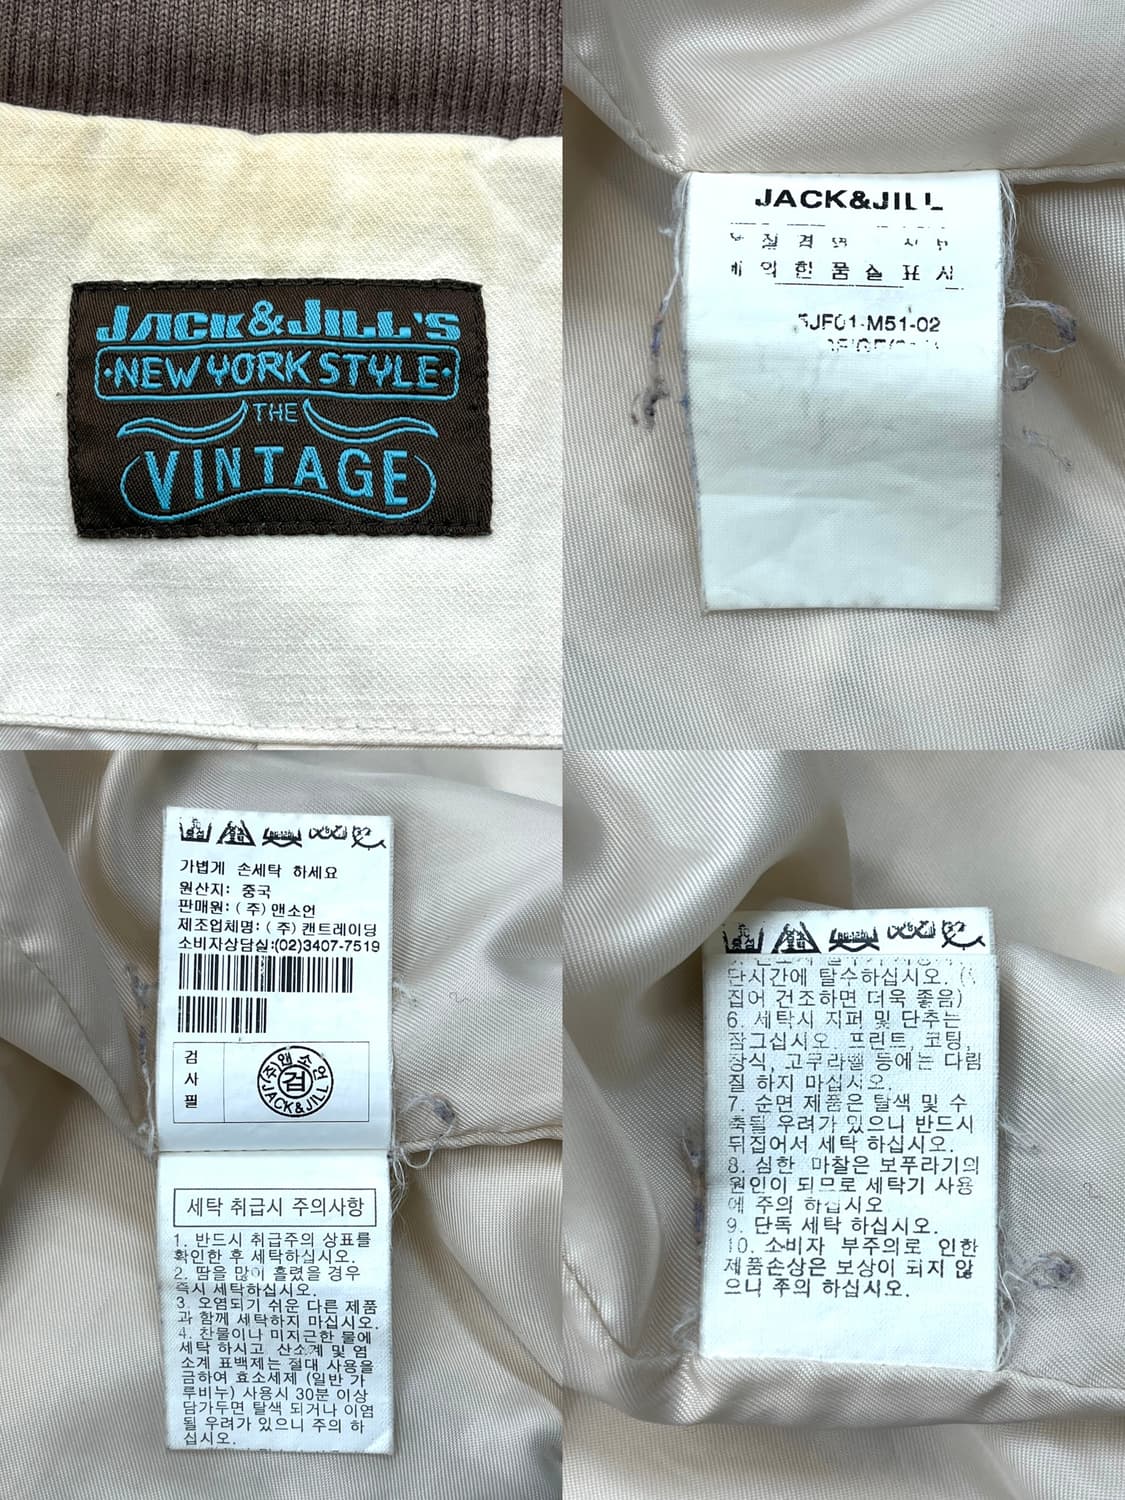 JACK&JILL'S
NEW YORK STYLE
THE
VINTAGE
JACK&JILL
에 의한 품질 표시
5JF01-M51-02
가볍게 손세탁 하세요
원산지: 중국
판매원: (주)앤소언
제조업체명: (주) 캔트레이딩
소비자상담실:(02)3407-7519
검
사
필
(주)앤소언
검
JACK&JILL
세탁 취급시 주의사항
1. 반드시 취급주의 상표를
확인한 후 세탁하십시오.
2. 땀을 많이 흘렸을 경우
즉시 세탁하십시오.
3. 오염되기 쉬운 다른 제품
과 함께 세탁하지 마십시오.
4. 찬물이나 미지근한 물에
세탁 하시고, 산소계 및 염
소계 표백제는 절대 사용을
금하여 효소세제 (일반 가
루비누) 사용시 30분 이상
담가두면 탈색 되거나 이염
될 우려가 있으니 주의 하
십시오.
단시간에 탈수하십시오.
집어 건조하면 더욱 좋음)
6. 세탁시 지퍼 및 단추는
잠그십시오. 프린트, 코팅,
장식, 고무라벨 등에는 다림
질 하지 마십시오.
7. 순면 제품은 탈색 및 수
축될 우려가 있으니 반드시
뒤집어서 세탁 하십시오.
8. 심한 마찰은 보푸라기의
원인이 되므로 세탁기 사용
에 주의 하십시오
9. 단독 세탁 하십시오.
10. 소비자 부주의로 인한
제품손상은 보상이 되지 않
으니 주의 하십시오.